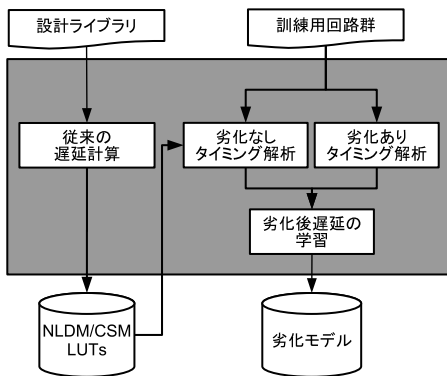 設計ライブラリ
訓練用回路群
従来の
遅延計算
劣化なし
タイミング解析
劣化あり
タイミング解析
劣化後遅延の
学習
NLDM/CSM
LUTs
劣化モデル